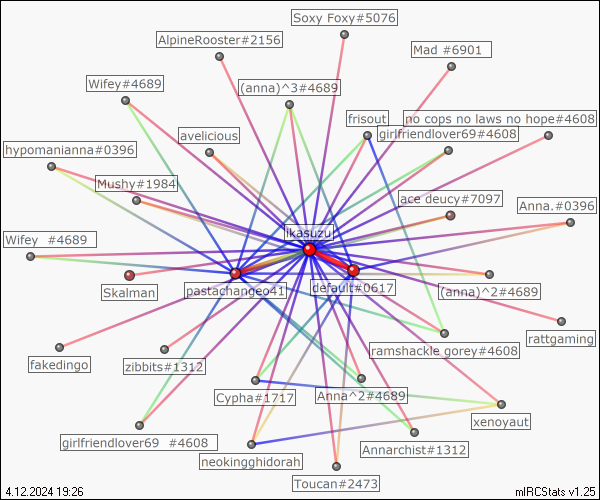 Soxy Foxy#5076
AlpineRooster#2156
Mad #6901
Wifey#4689
(anna)^3#4689
frisout
no cops no laws no hope#4608
avelicious
girlfriendlover69#4608
hypomanianna#0396
Mushy#1984
ace deucy#7097
Anna.#0396
ikasuzu
Wifey #4689
Skalman
pastachangeo41
default#0617
(anna)^2#4689
rattgaming
ramshackle gorey#4608
fakedingo
zibbits#1312
Cypha#1717
Anna^2#4689
xenoyaut
girlfriendlover69 #4608
Annarchist#1312
neokingghidorah
Toucan#2473
4.12.2024 19:26
mIRCStats v1.25